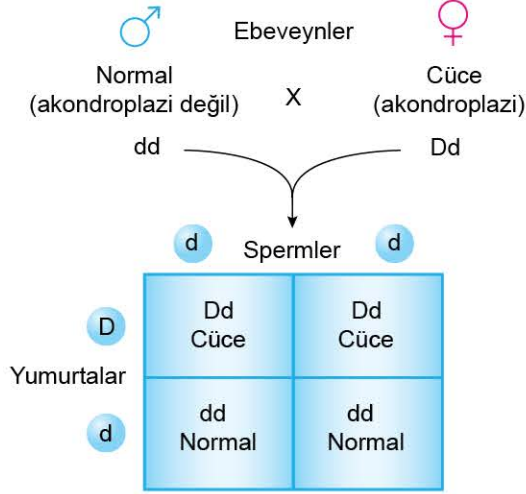 Ebeveynler
Normal
(akondroplazi değil)
X
Cüce
(akondroplazi)
dd
Dd
d
Spermler
d
D
Dd
Cüce
Dd
Cüce
Yumurtalar
d
dd
Normal
dd
Normal